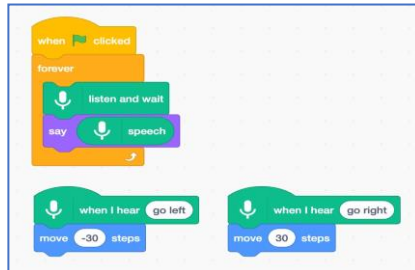 when clicked
forever
listen and wait
say speech
when I hear go left
move -30 steps
when I hear go right
move 30 steps